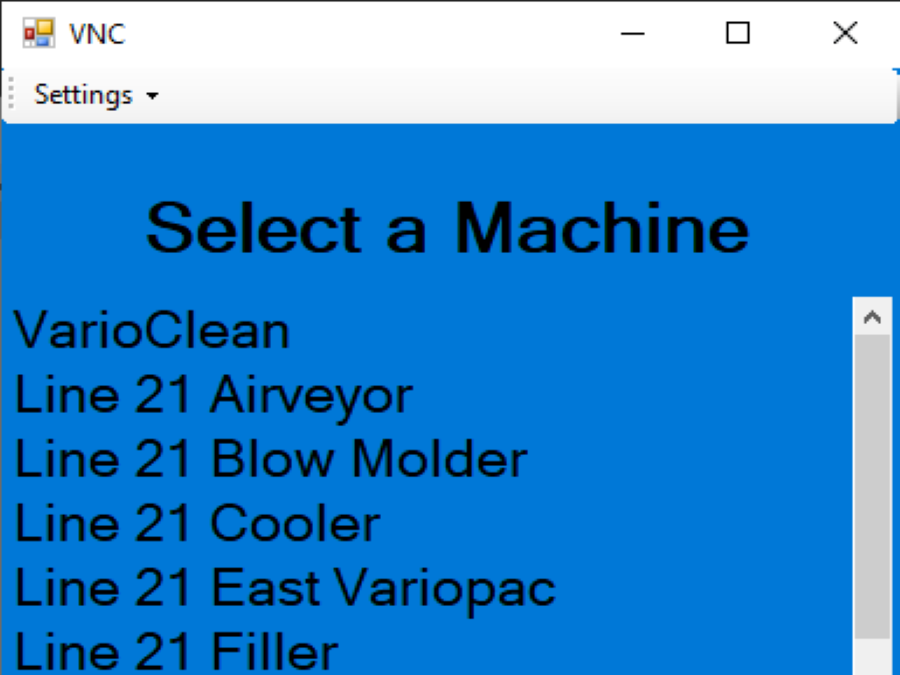 VNC
Settings
Select a Machine
VarioClean
Line 21 Airveyor
Line 21 Blow Molder
Line 21 Cooler
Line 21 East Variopac
Line 21 Filler